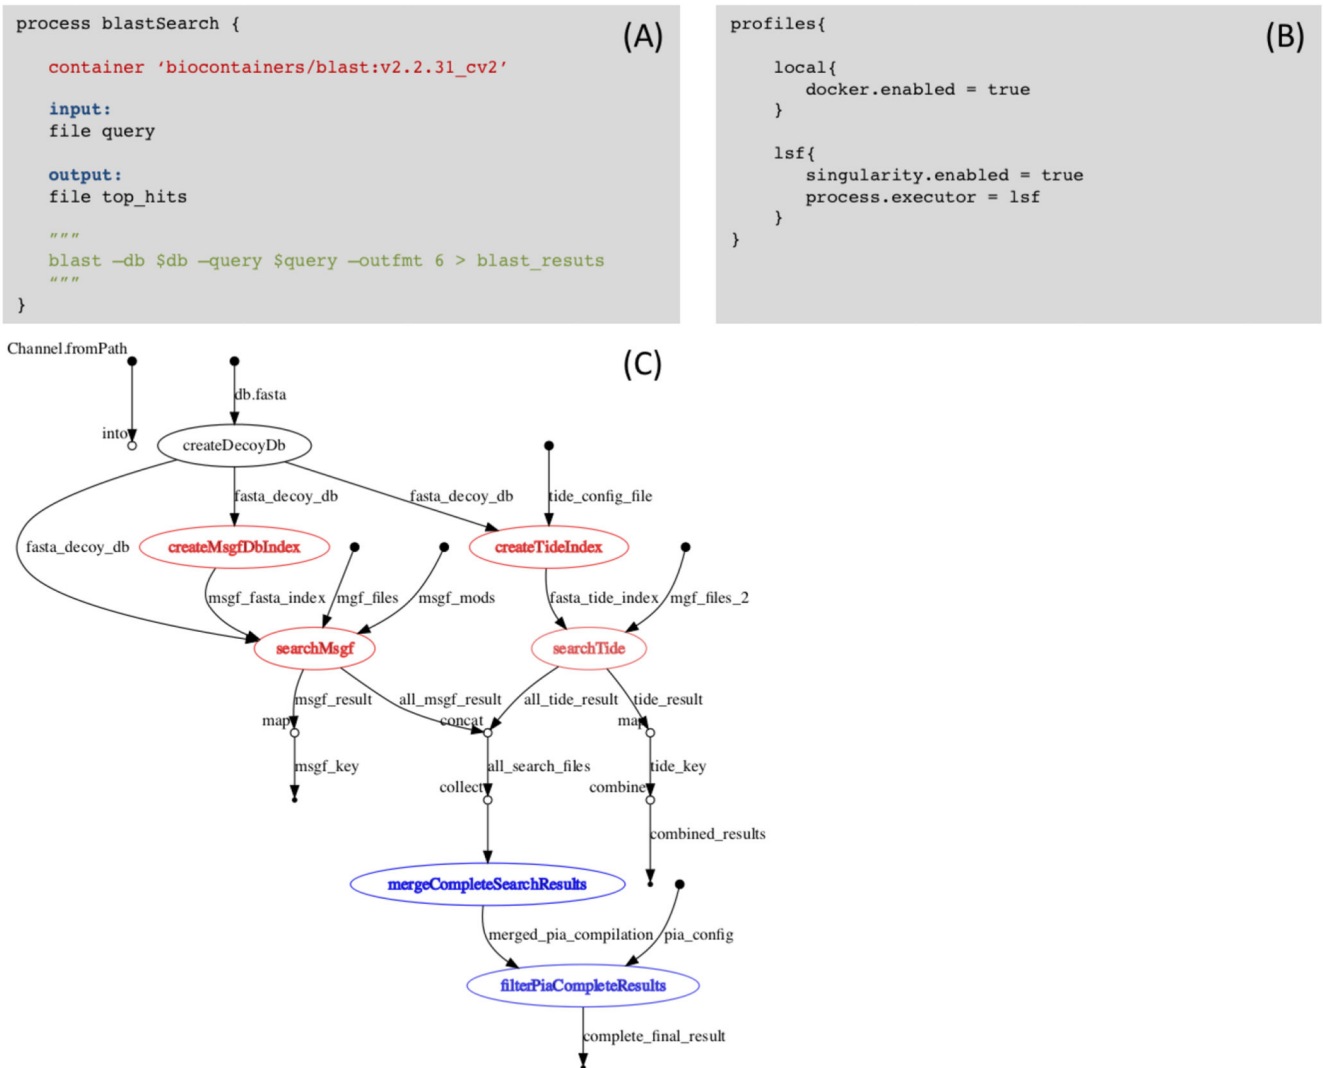 process blastSearch {
(A)
container ‘biocontainers/blast:v2.2.31_cv2’
input:
file query
output:
file top_hits
"""
blast –db $db –query $query –outfmt 6 > blast_resuts
"""
}
profiles{
(B)
local{
docker.enabled = true
}
lsf{
singularity.enabled = true
process.executor = lsf
}
}
(C)
Channel.fromPath
db.fasta
into
createDecoyDb
fasta_decoy_db
fasta_decoy_db
tide_config_file
fasta_decoy_db
createMsgfDbIndex
createTideIndex
msgf_fasta_index
mgf_files
msgf_mods
fasta_tide_index
mgf_files_2
searchMsgf
searchTide
msgf_result
all_msgf_result
all_tide_result
tide_result
map
concat
map
msgf_key
all_search_files
tide_key
collect
combine
combined_results
mergeCompleteSearchResults
merged_pia_compilation
pia_config
filterPiaCompleteResults
complete_final_result